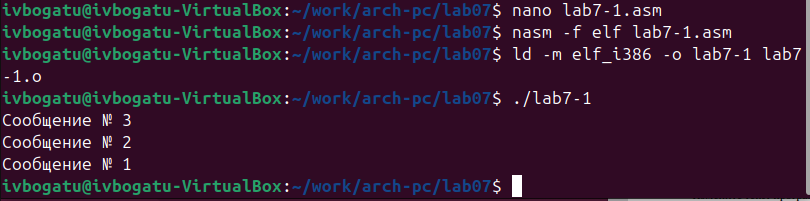 ivbogatu@ivbogatu-VirtualBox:~/work/arch-pc/lab07$ nano lab7-1.asm
ivbogatu@ivbogatu-VirtualBox:~/work/arch-pc/lab07$ nasm -f elf lab7-1.asm
ivbogatu@ivbogatu-VirtualBox:~/work/arch-pc/lab07$ ld -m elf_i386 -o lab7-1 lab7
-1.o
ivbogatu@ivbogatu-VirtualBox:~/work/arch-pc/lab07$ ./lab7-1
Сообщение № 3
Сообщение № 2
Сообщение № 1
ivbogatu@ivbogatu-VirtualBox:~/work/arch-pc/lab07$